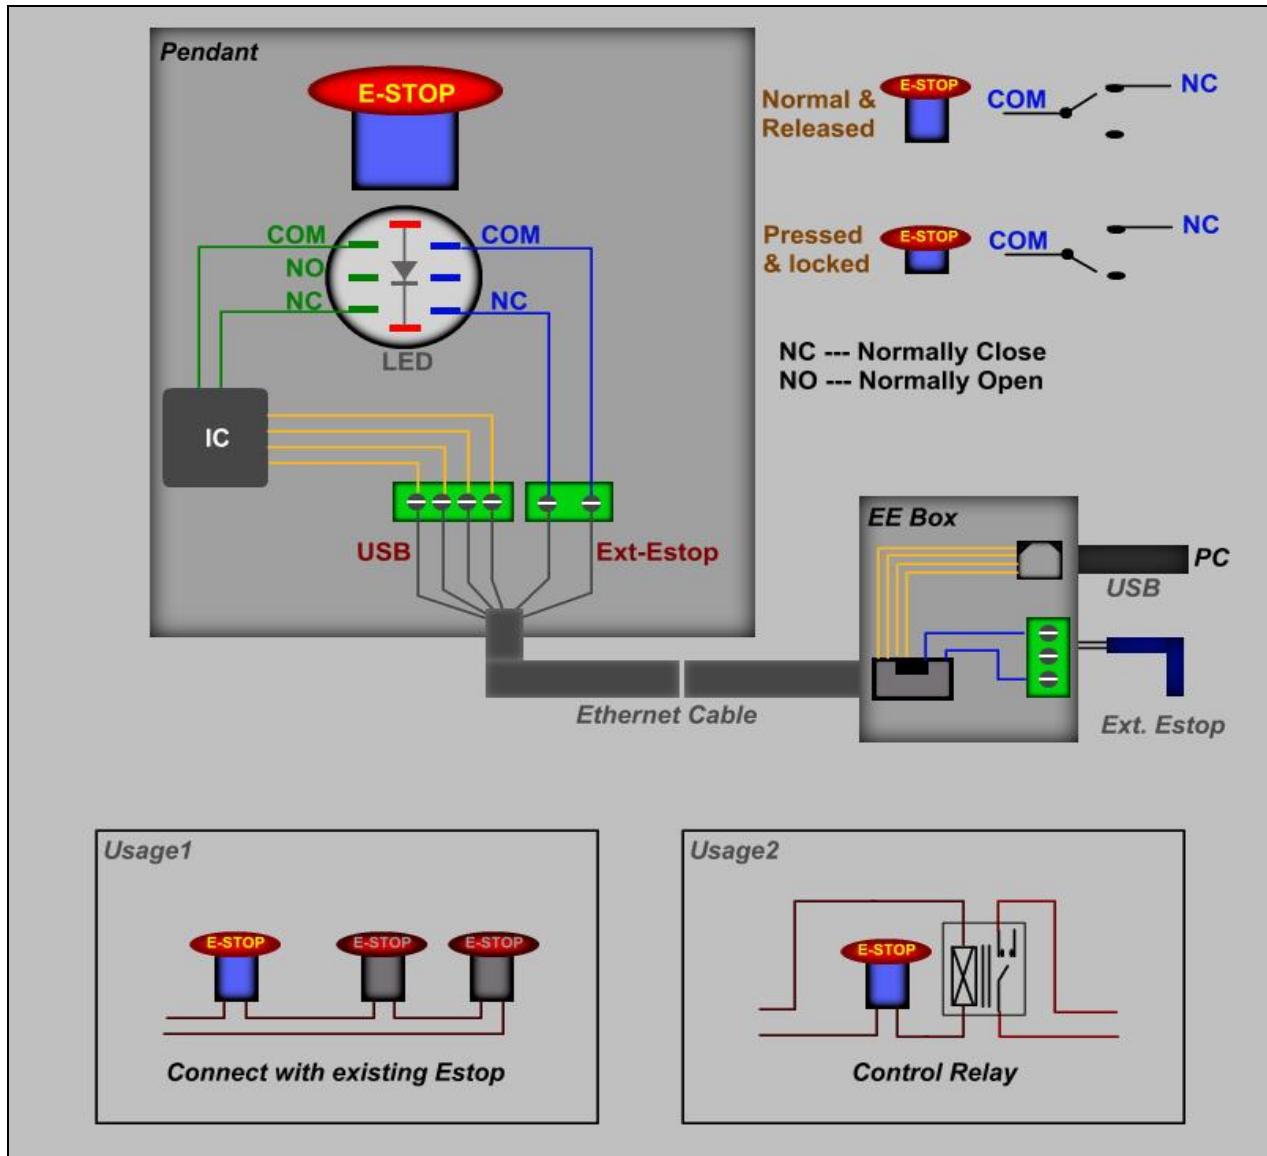 Pendant
E-STOP
Normal &
Released
E-STOP
COM
NC
Pressed
& locked
E-STOP
COM
NC
COM
NO
NC
COM
NC
LED
NC --- Normally Close
NO --- Normally Open
IC
USB
Ext-Estop
EE Box
PC
USB
Ethernet Cable
Ext. Estop
Usage1
E-STOP
E-STOP
E-STOP
Connect with existing Estop
Usage2
E-STOP
Control Relay